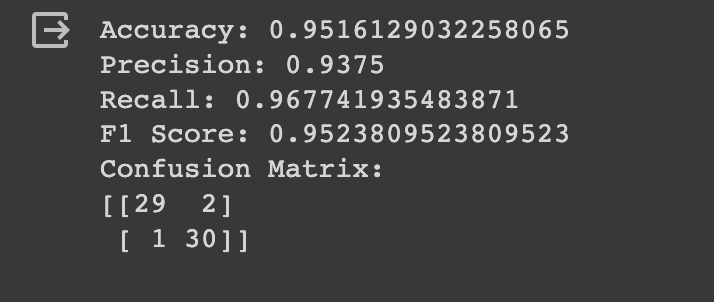 Accuracy: 0.9516129032258065
Precision: 0.9375
Recall: 0.967741935483871
F1 Score: 0.9523809523809523
Confusion Matrix:
[[29  2]
 [ 1 30]]